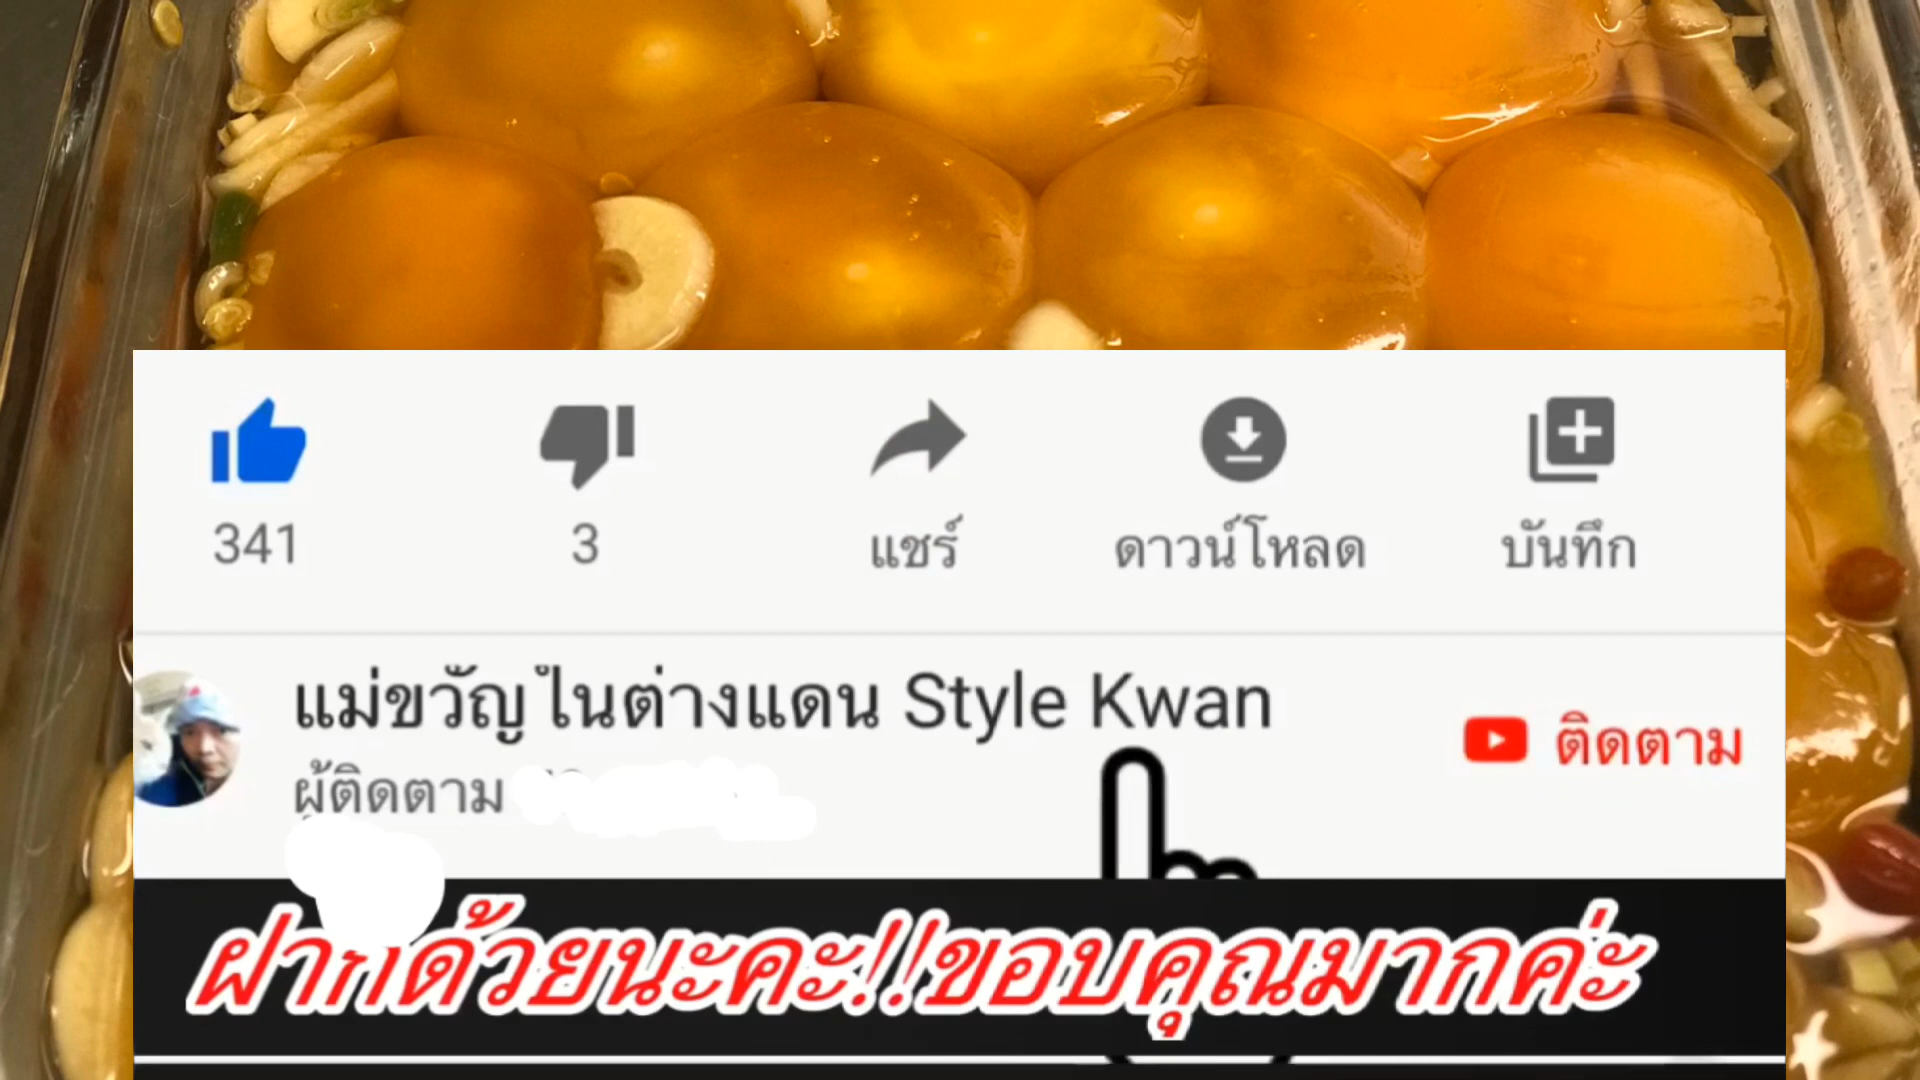 341
3
แชร์
ดาวน์โหลด
บันทึก
แม่ขวัญในต่างแดน Style Kwan
ติดตาม
ผู้ติดตาม
ฝากด้วยนะคะ!!ขอบคุณมากค่ะ